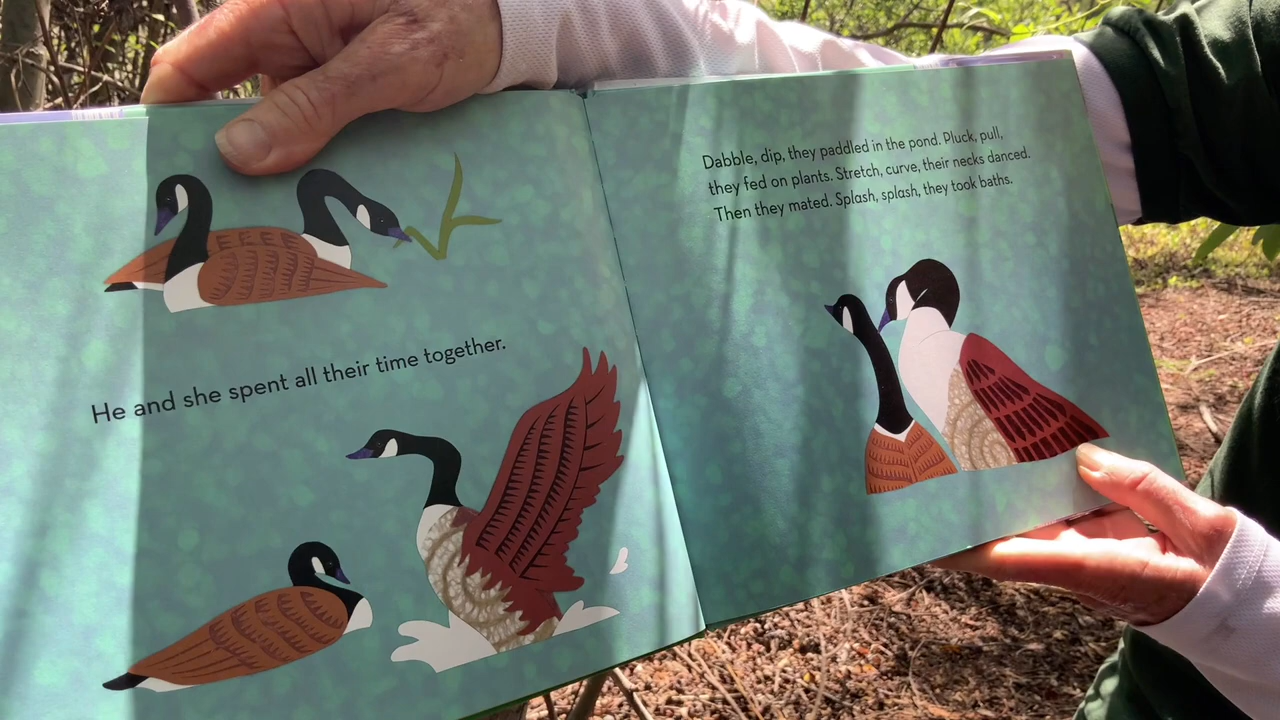 He and she spent all their time together.
Dabble, dip, they paddled in the pond. Pluck, pull,
they fed on plants. Stretch, curve, their necks danced.
Then they mated. Splash, splash, they took baths.